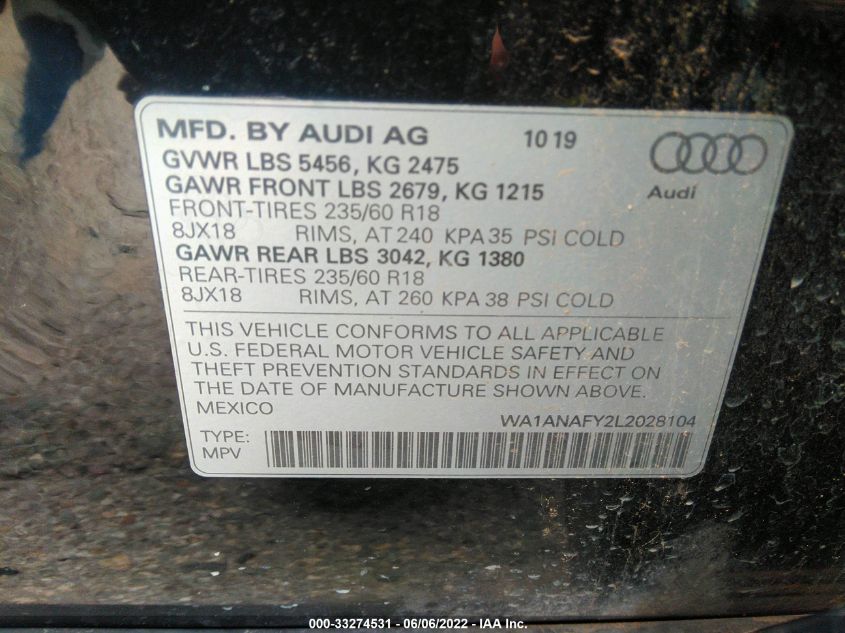 MFD. BY AUDI AG 10 19
GVWR LBS 5456, KG 2475
GAWR FRONT LBS 2679, KG 1215
Audi
FRONT-TIRES 235/60 R18
8JX18 RIMS, AT 240 KPA 35 PSI COLD
GAWR REAR LBS 3042, KG 1380
REAR-TIRES 235/60 R18
8JX18 RIMS, AT 260 KPA 38 PSI COLD
THIS VEHICLE CONFORMS TO ALL APPLICABLE
U.S. FEDERAL MOTOR VEHICLE SAFETY AND
THEFT PREVENTION STANDARDS IN EFFECT ON
THE DATE OF MANUFACTURE SHOWN ABOVE.
MEXICO
WA1ANAFY2L2028104
TYPE:
MPV
000-33274531 - 06/06/2022 - IAA Inc.